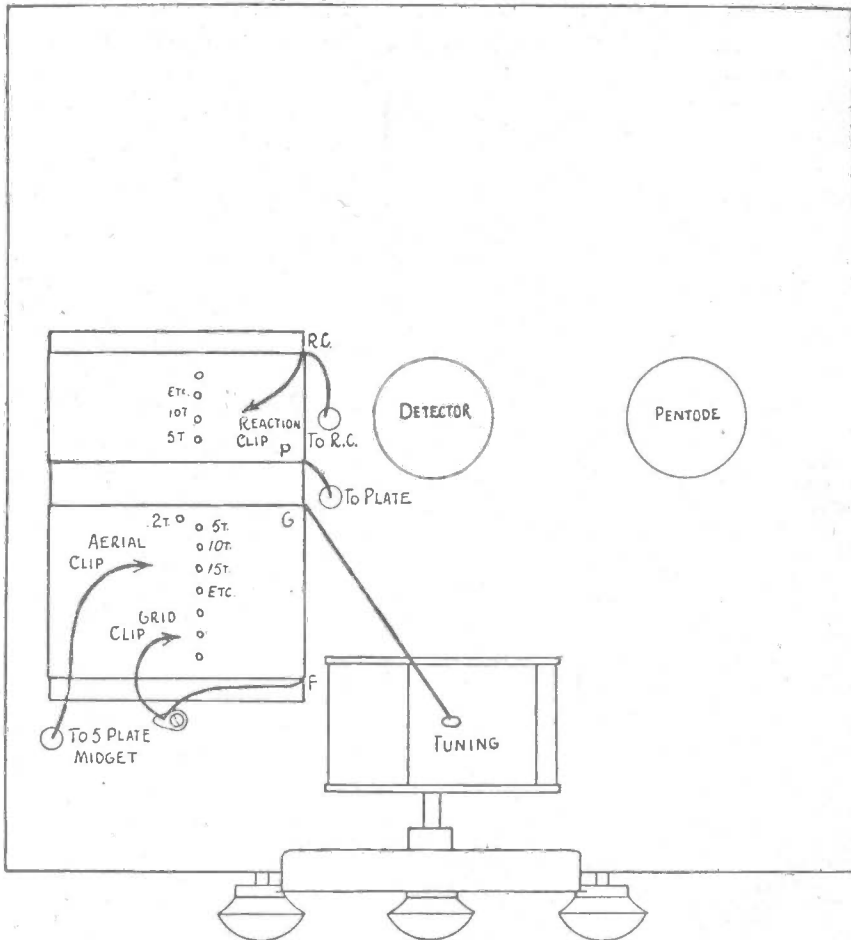 R.C.
ETC.
10T
5T
REACTION
CLIP
P
TO R.C.
DETECTOR
PENTODE
TO PLATE
G
2T.
5T.
10T.
15T.
ETC.
AERIAL
CLIP
GRID
CLIP
F
TO 5 PLATE
MIDGET
TUNING